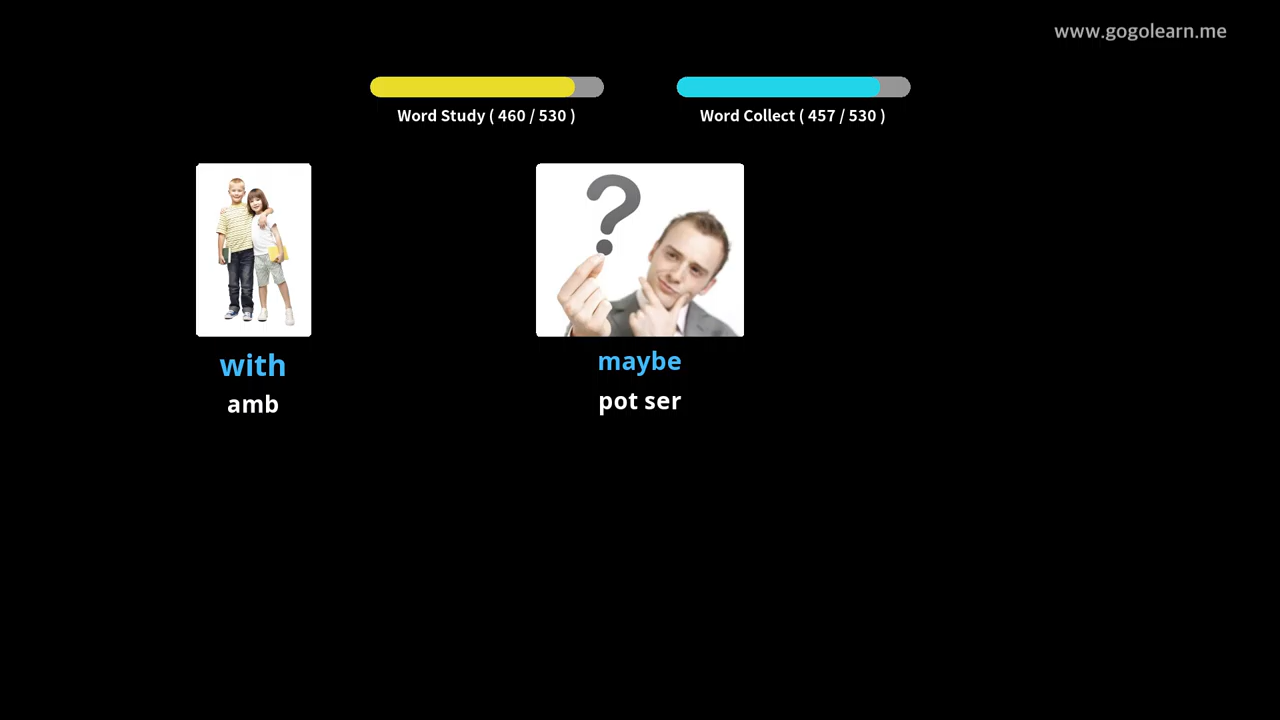 www.gogolearn.me
Word Study ( 460 / 530 )
Word Collect ( 457 / 530 )
with
amb
maybe
pot ser